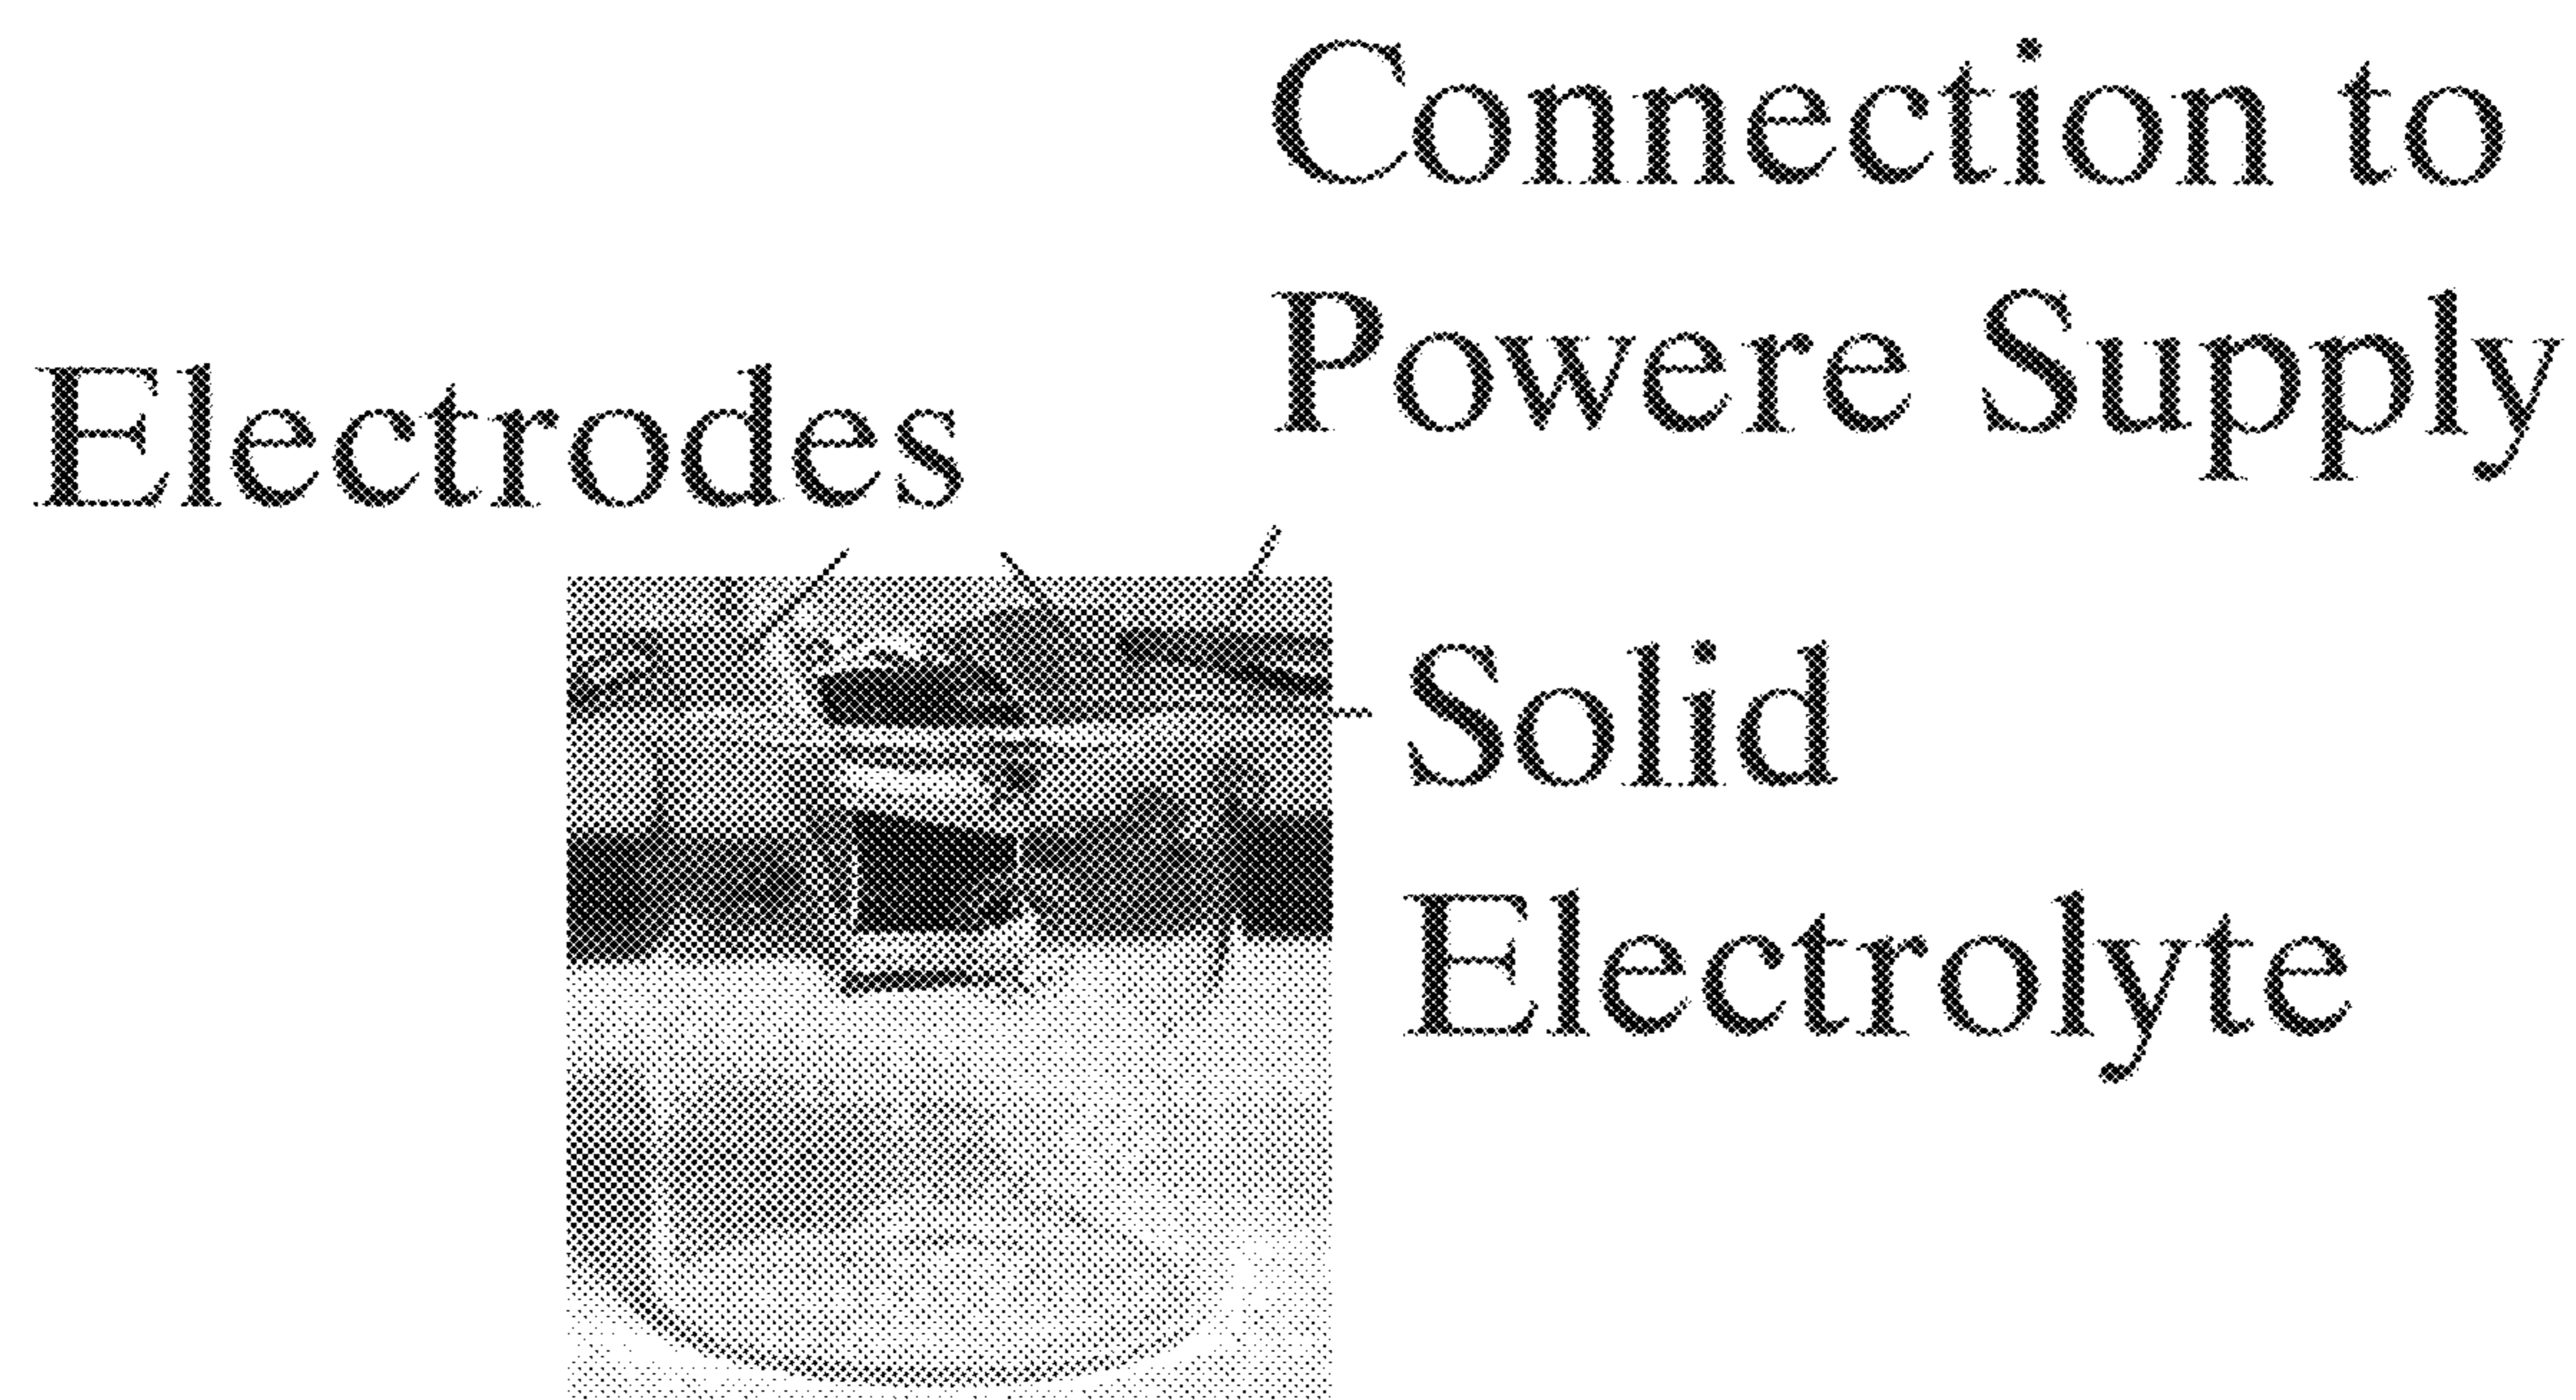 Connection to
Powere Supply
Electrodes
Solid
Electrolyte